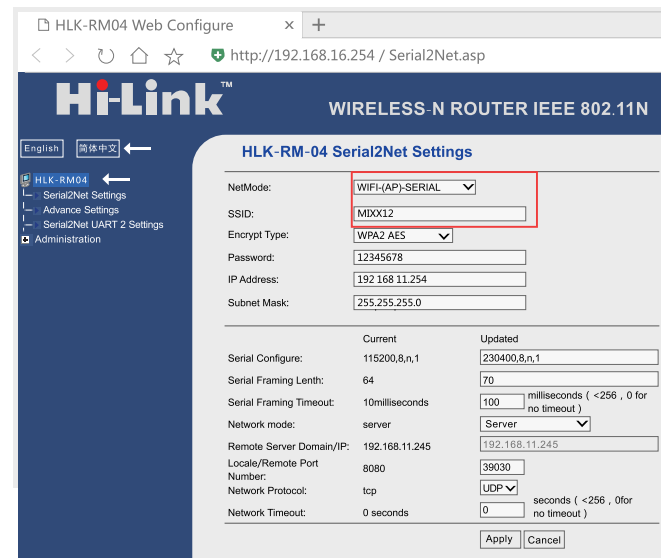 HLK-RM04 Web Configure × +
http://192.168.16.254 / Serial2Net.asp
Hi-Link™
WIRELESS-N ROUTER IEEE 802.11N
English 简体中文
HLK-RM04
Serial2Net Settings
Advance Settings
Serial2Net UART 2 Settings
Administration
HLK-RM-04 Serial2Net Settings
NetMode: WIFI-(AP)-SERIAL
SSID: MIXX12
Encrypt Type: WPA2 AES
Password: 12345678
IP Address: 192 168 11.254
Subnet Mask: 255.255.255.0
Current Updated
Serial Configure: 115200,8,n,1 230400,8,n,1
Serial Framing Lenth: 64 70
Serial Framing Timeout: 10milliseconds 100 milliseconds ( <256 , 0 for
no timeout )
Network mode: server Server
Remote Server Domain/IP: 192.168.11.245 192.168.11.245
Locale/Remote Port
Number: 8080 39030
Network Protocol: tcp UDP
Network Timeout: 0 seconds 0 seconds ( <256 , 0for
no timeout )
Apply Cancel